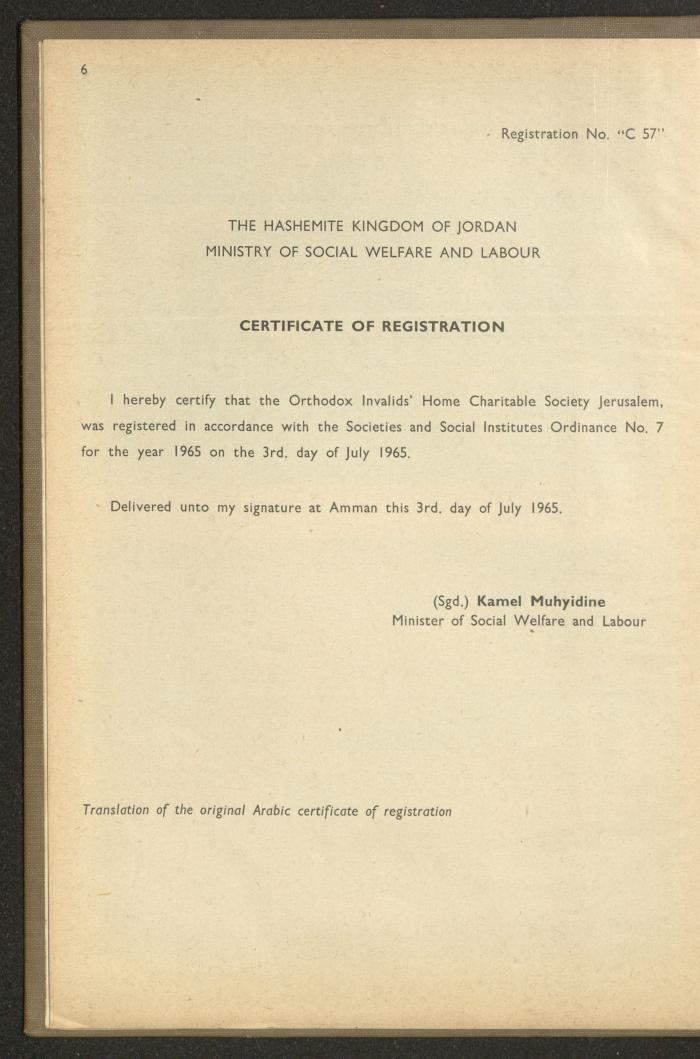 6
Registration No. “C 57”
THE HASHEMITE KINGDOM OF JORDAN
MINISTRY OF SOCIAL WELFARE AND LABOUR
CERTIFICATE OF REGISTRATION
I hereby certify that the Orthodox Invalids' Home Charitable Society Jerusalem,
was registered in accordance with the Societies and Social Institutes Ordinance No. 7
for the year 1965 on the 3rd. day of July 1965.
Delivered unto my signature at Amman this 3rd. day of July 1965.
(Sgd.) Kamel Muhyidine
Minister of Social Welfare and Labour
Translation of the original Arabic certificate of registration